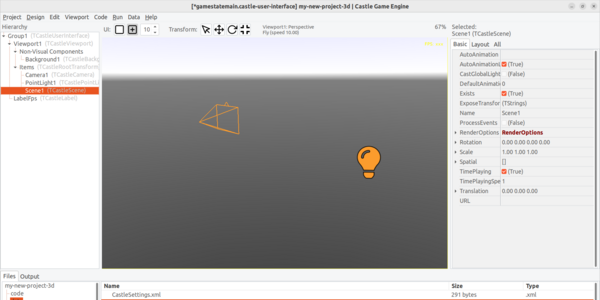 [*gamestatemain.castle-user-interface] my-new-project-3d | Castle Game Engine
Project Design Edit Viewport Code Run Data Help
Hierarchy
UI: 10 Transform: Viewport1: Perspective
Fly (speed 10.00) 67%
Group1 (TCastleUserInterface)
Viewport1 (TCastleViewport)
Non-Visual Components
Background1 (TCastleBackg
Items (TCastleRootTransform)
Camera1 (TCastleCamera)
PointLight1 (TCastlePointLi
Scene1 (TCastleScene)
LabelFps (TCastleLabel)
Selected:
Scene1 (TCastleScene)
Basic Layout All
AutoAnimation
AutoAnimationL (True)
CastGlobalLight (False)
DefaultAnimatio 0
Exists (True)
ExposeTransfor (TStrings)
Name Scene1
ProcessEvents (False)
RenderOptions RenderOptions
Rotation 0.00 0.00 0.00 0.00
Scale 1.00 1.00 1.00
Spatial []
TimePlaying (True)
TimePlayingSpe 1
Translation 0.00 0.00 0.00
URL
Files Output
my-new-project-3d
code
Name Size Type
CastleSettings.xml 291 bytes .xml